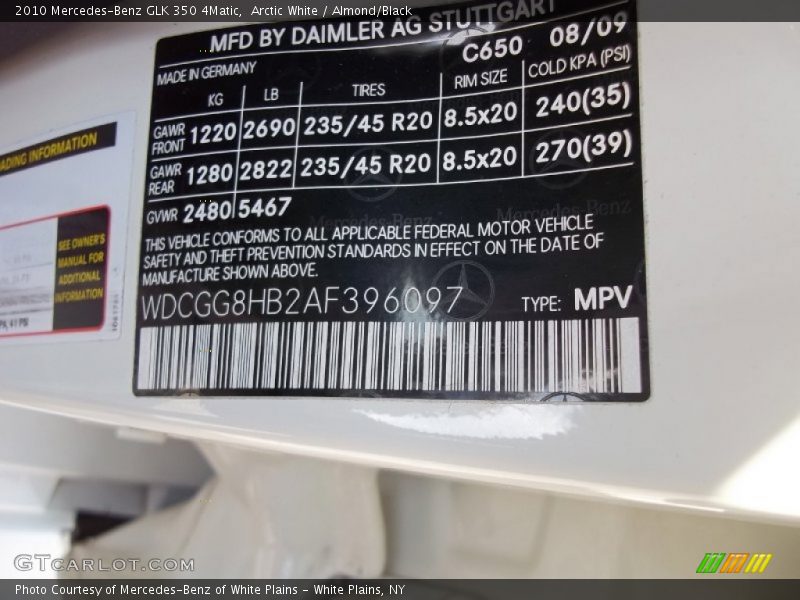 2010 Mercedes-Benz GLK 350 4Matic, Arctic White / Almond/Black
MFD BY DAIMLER AG STUTTGART
MADE IN GERMANY C650 08/09
KG LB TIRES RIM SIZE COLD KPA (PSI)
GAWR FRONT 1220 2690 235/45 R20 8.5x20 240(35)
GAWR REAR 1280 2822 235/45 R20 8.5x20 270(39)
GVWR 2480 5467
THIS VEHICLE CONFORMS TO ALL APPLICABLE FEDERAL MOTOR VEHICLE
SAFETY AND THEFT PREVENTION STANDARDS IN EFFECT ON THE DATE OF
MANUFACTURE SHOWN ABOVE.
WDCGG8HB2AF396097 TYPE: MPV
INFORMATION
SEE OWNER'S
MANUAL FOR
ADDITIONAL
INFORMATION
41 PSI
GTCARLOT.COM
Photo Courtesy of Mercedes-Benz of White Plains - White Plains, NY